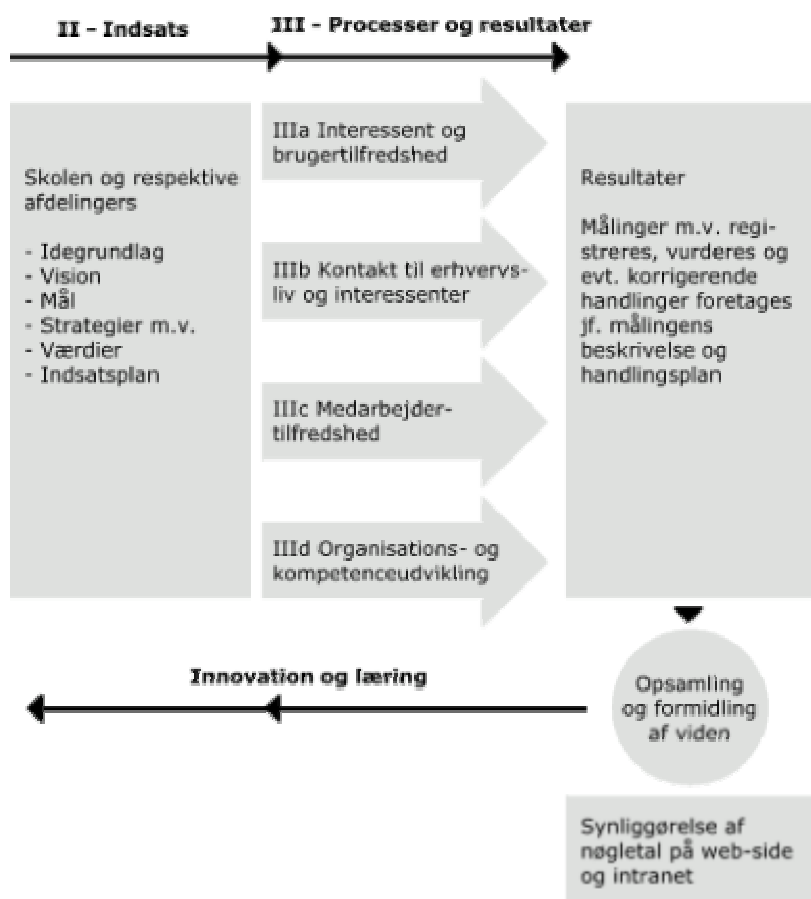 II - Indsats
III - Processer og resultater
Skolen og respektive
afdelingers
- Idegrundlag
- Vision
- Mål
- Strategier m.v.
- Værdier
- Indsatsplan
IIIa Interessent og
brugertilfredshed
IIIb Kontakt til erhvervs-
liv og interessenter
IIIc Medarbejder-
tilfredshed
IIId Organisations- og
kompetenceudvikling
Resultater
Målinger m.v. regi-
streres, vurderes og
evt. korrigerende
handlinger foretages
jf. målingens
beskrivelse og
handlingsplan
Innovation og læring
Opsamling
og formidling
af viden
Synliggørelse af
nøgletal på web-side
og intranet